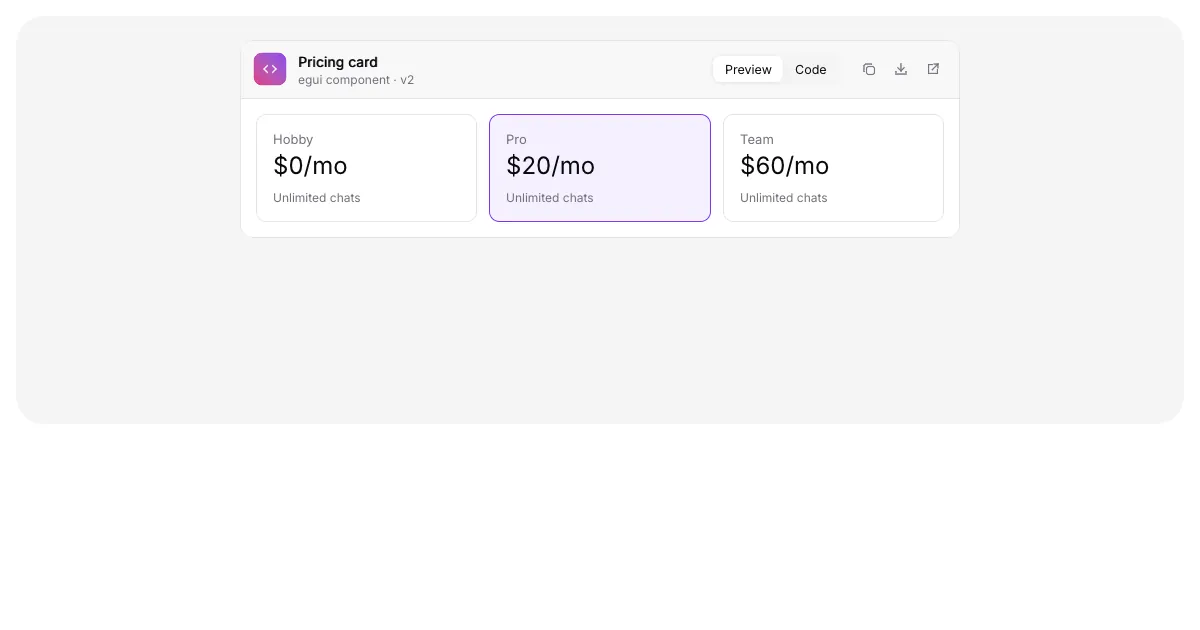 Pricing card
egui component · v2
Preview
Code
Hobby
$0/mo
Unlimited chats
Pro
$20/mo
Unlimited chats
Team
$60/mo
Unlimited chats